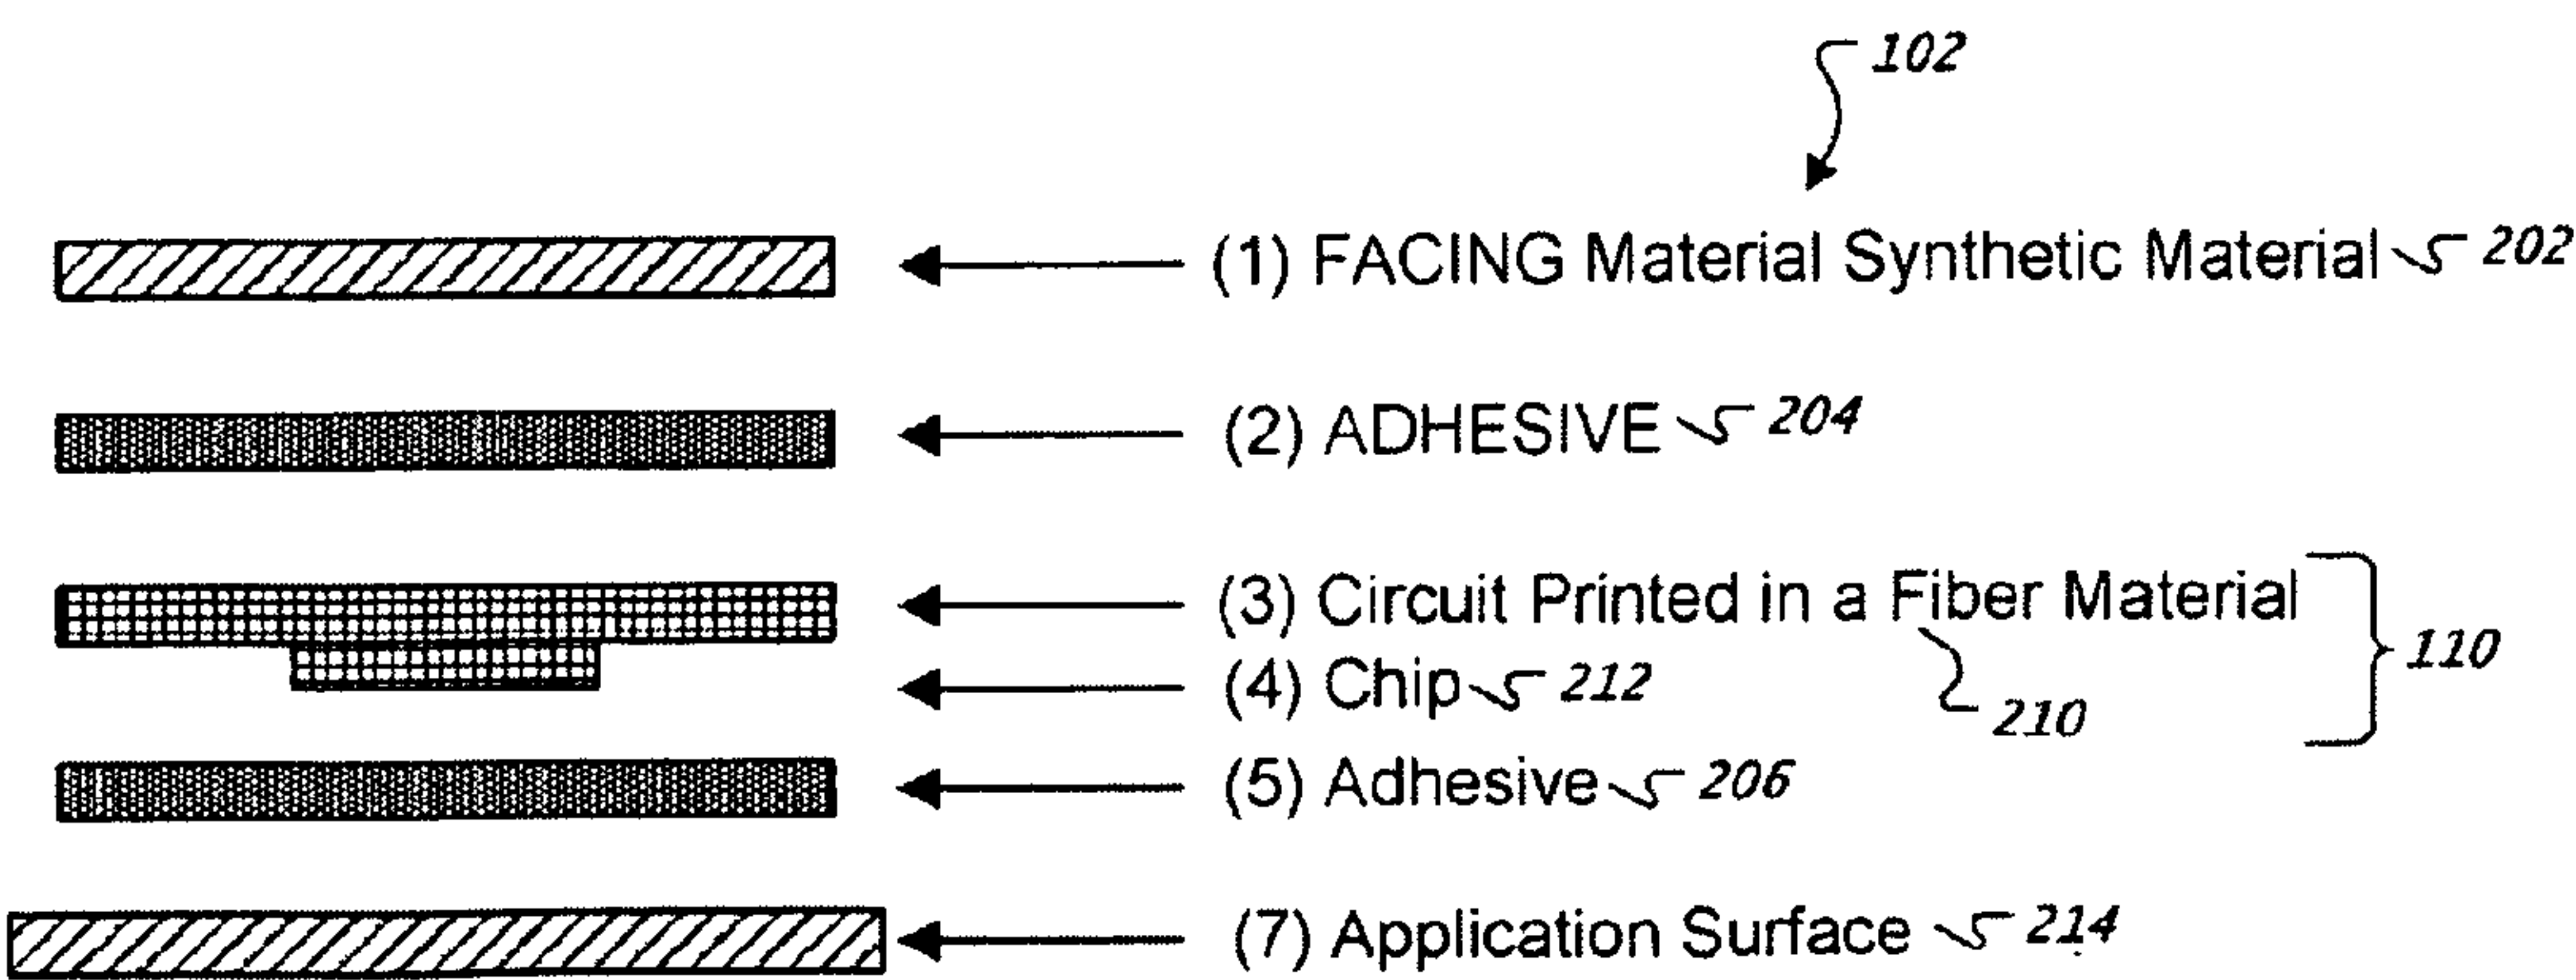 102
(1) FACING Material Synthetic Material 202
(2) ADHESIVE 204
(3) Circuit Printed in a Fiber Material
110
(4) Chip 212
210
(5) Adhesive 206
(7) Application Surface 214